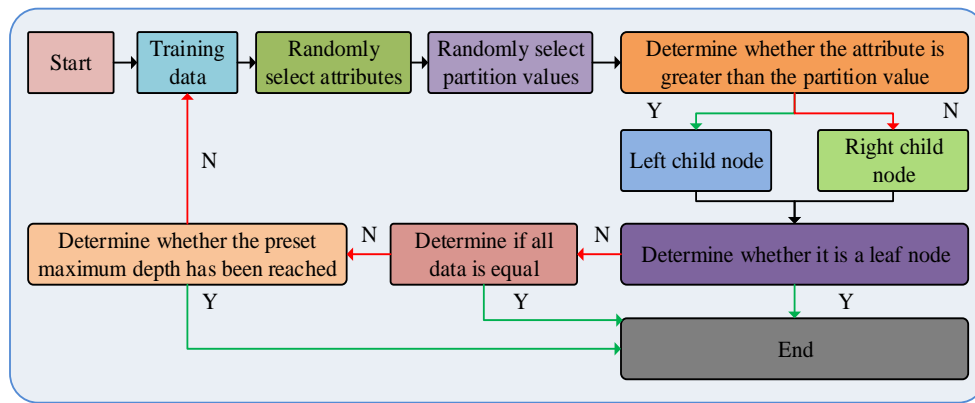 Start
Training
data
Randomly
select attributes
Randomly select
partition values
Determine whether the attribute is
greater than the partition value
Y
N
Left child node
Right child
node
N
Determine whether the preset
maximum depth has been reached
N
Determine if all
data is equal
N
Determine whether it is a leaf node
Y
Y
Y
End